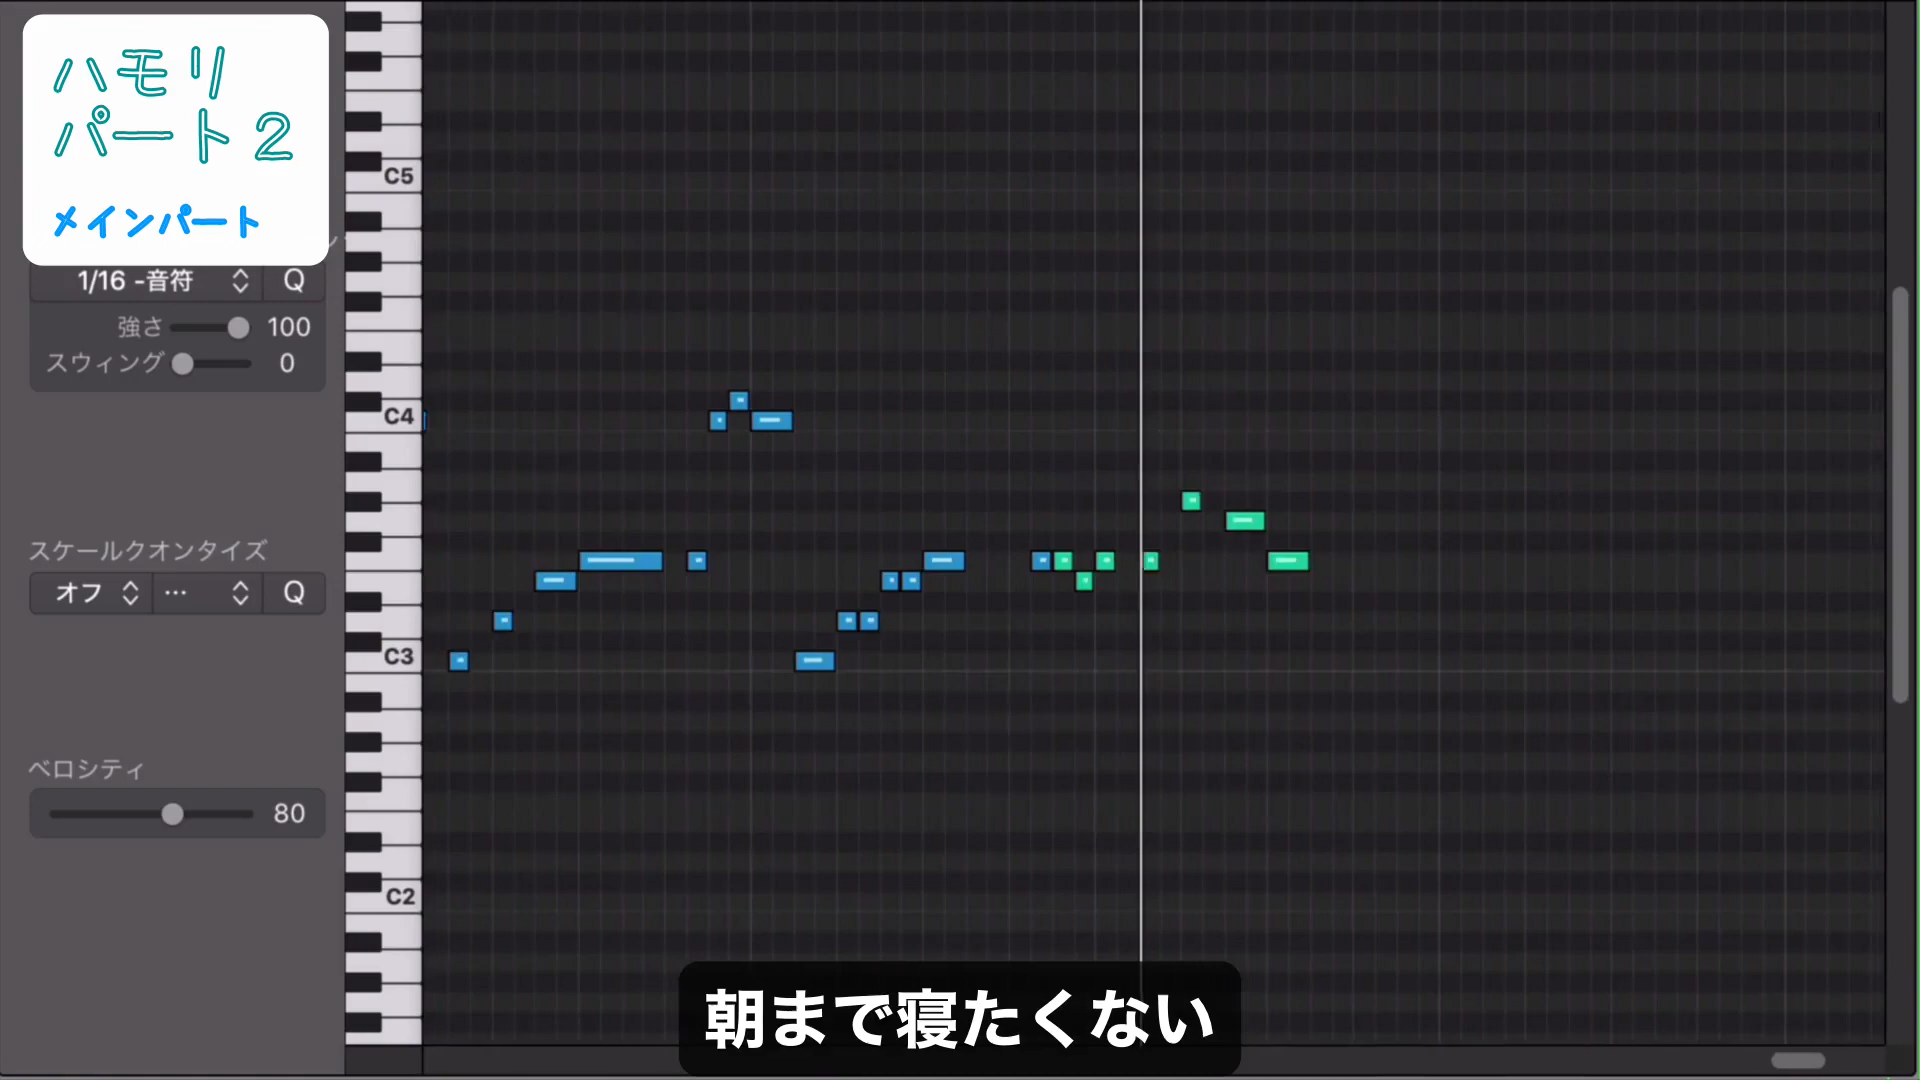 ハモリ
パート2
メインパート
1/16 -音符
Q
強さ
100
スウィング
0
スケールクオンタイズ
オフ
…
Q
ベロシティ
80
C5
C4
C3
C2
朝まで寝たくない